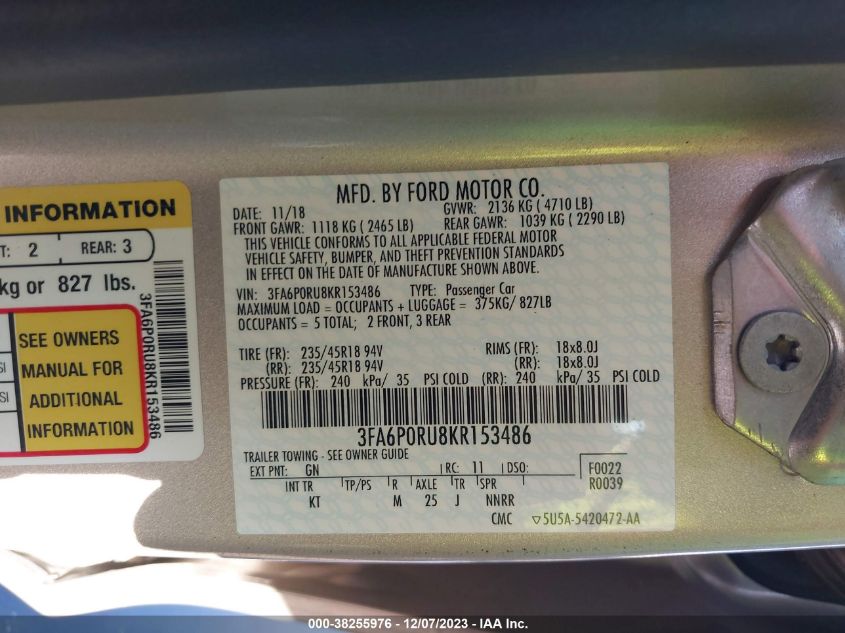 INFORMATION
T: 2 REAR: 3
kg or 827 lbs.
SEE OWNERS
MANUAL FOR
ADDITIONAL
INFORMATION
3FA6P0RU8KR153486
MFD. BY FORD MOTOR CO.
DATE: 11/18 GVWR: 2136 KG ( 4710 LB)
FRONT GAWR: 1118 KG ( 2465 LB) REAR GAWR: 1039 KG ( 2290 LB)
THIS VEHICLE CONFORMS TO ALL APPLICABLE FEDERAL MOTOR
VEHICLE SAFETY, BUMPER, AND THEFT PREVENTION STANDARDS
IN EFFECT ON THE DATE OF MANUFACTURE SHOWN ABOVE.
VIN: 3FA6P0RU8KR153486 TYPE: Passenger Car
MAXIMUM LOAD = OCCUPANTS + LUGGAGE = 375KG/ 827LB
OCCUPANTS = 5 TOTAL; 2 FRONT, 3 REAR
TIRE (FR): 235/45R18 94V RIMS (FR): 18x8.0J
(RR): 235/45R18 94V (RR): 18x8.0J
PRESSURE (FR): 240 kPa/ 35 PSI COLD (RR): 240 kPa/ 35 PSI COLD
3FA6P0RU8KR153486
TRAILER TOWING - SEE OWNER GUIDE
EXT PNT: GN RC: 11 DSO: F0022
INT TR TP/PS R AXLE TR SPR R0039
KT M 25 J NNRR
CMC ▽5U5A-5420472-AA
000-38255976 - 12/07/2023 - IAA Inc.